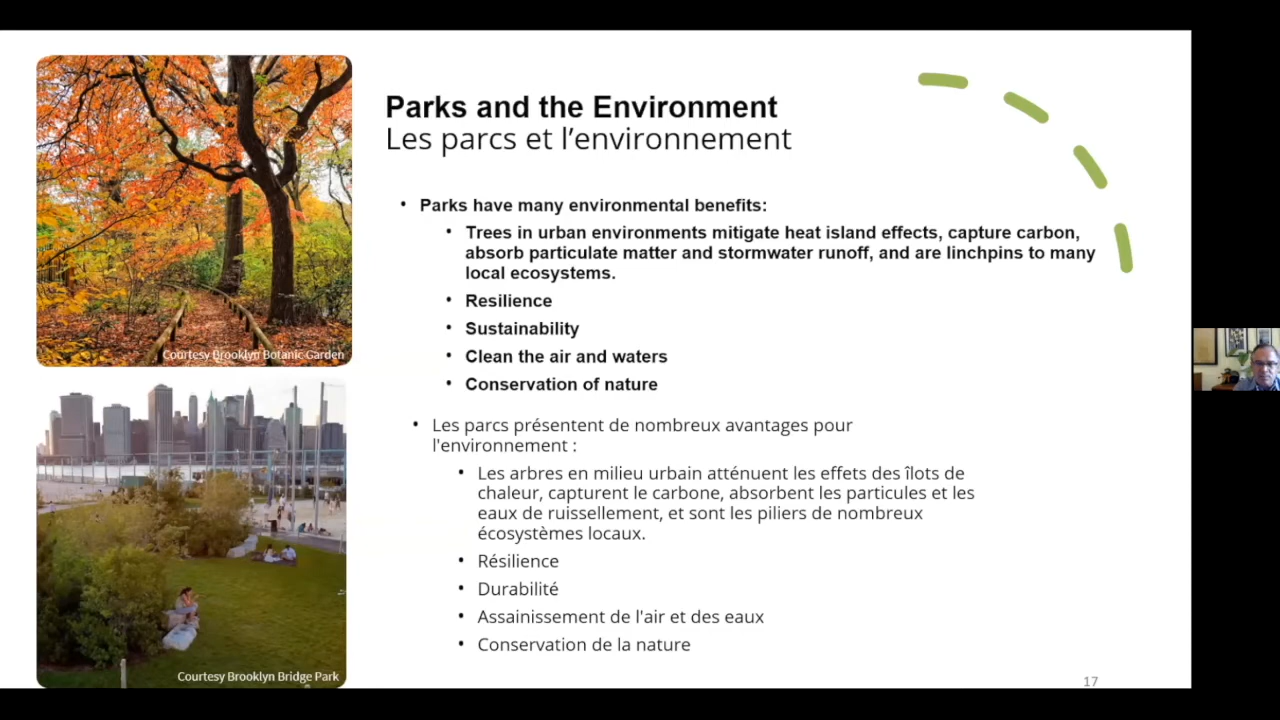 Parks and the Environment
Les parcs et l’environnement
• Parks have many environmental benefits:
• Trees in urban environments mitigate heat island effects, capture carbon,
absorb particulate matter and stormwater runoff, and are linchpins to many
local ecosystems.
• Resilience
• Sustainability
• Clean the air and waters
• Conservation of nature
• Les parcs présentent de nombreux avantages pour
l'environnement :
• Les arbres en milieu urbain atténuent les effets des îlots de
chaleur, capturent le carbone, absorbent les particules et les
eaux de ruissellement, et sont les piliers de nombreux
écosystèmes locaux.
• Résilience
• Durabilité
• Assainissement de l'air et des eaux
• Conservation de la nature
Courtesy Brooklyn Botanic Garden
Courtesy Brooklyn Bridge Park
17